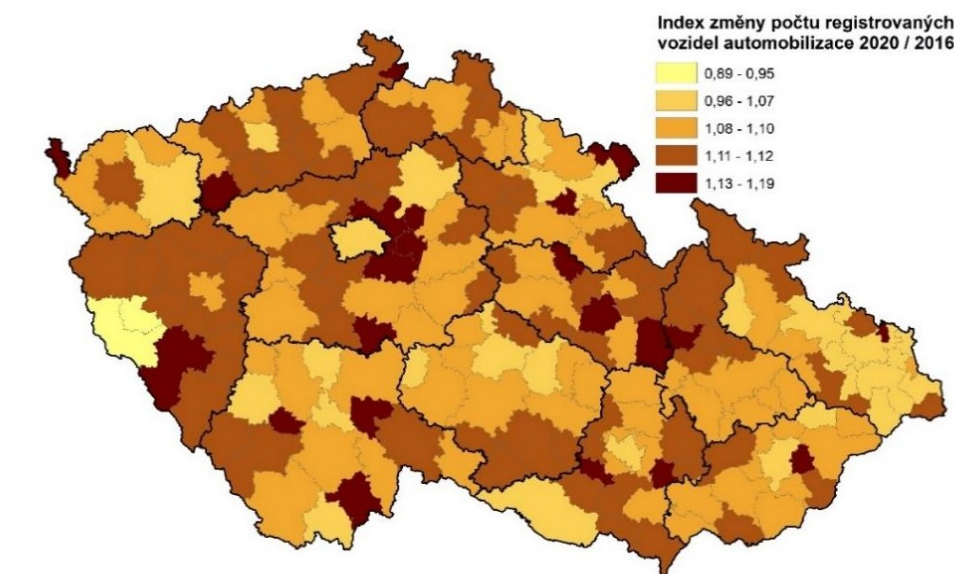 Index změny počtu registrovaných
vozidel automobilizace 2020 / 2016
0,89 - 0,95
0,96 - 1,07
1,08 - 1,10
1,11 - 1,12
1,13 - 1,19